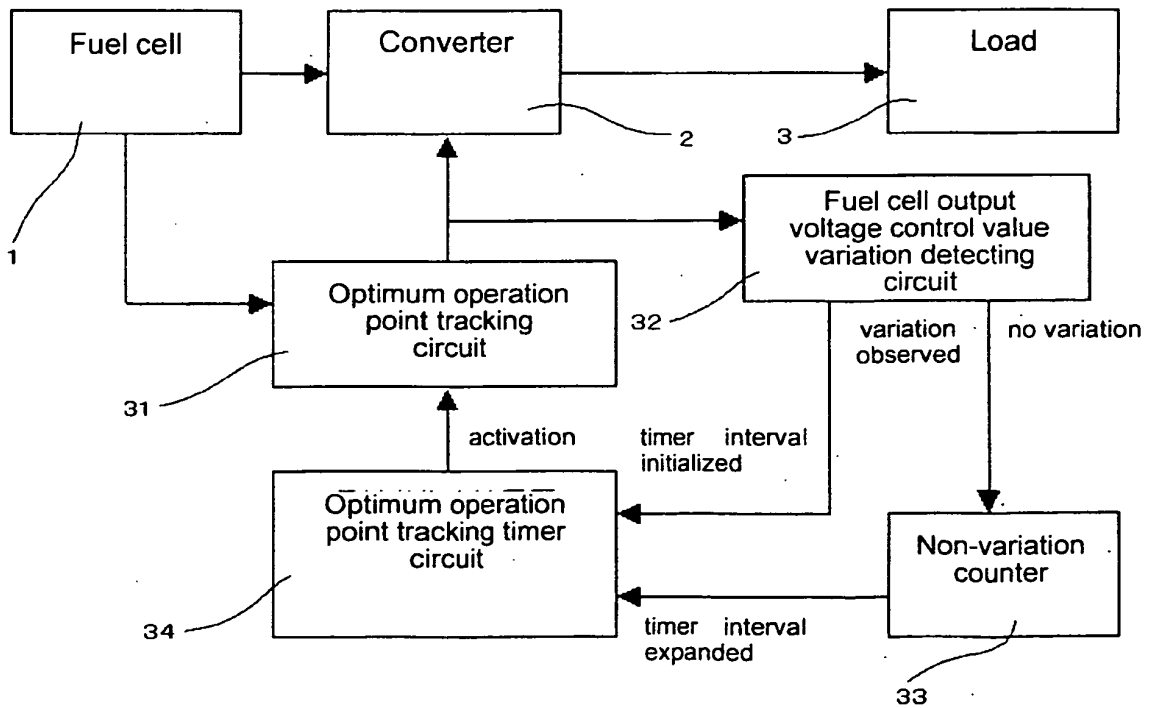 Fuel cell
Converter
Load
1
2
3
Fuel cell output
voltage control value
variation detecting
circuit
32
variation
observed
no variation
Optimum operation
point tracking
circuit
31
activation
timer interval
initialized
Optimum operation
point tracking timer
circuit
34
Non-variation
counter
33
timer interval
expanded